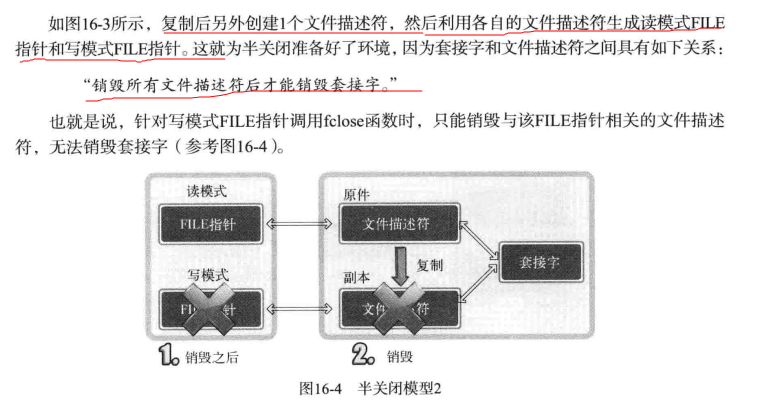 如图16-3所示，复制后另外创建1个文件描述符，然后利用各自的文件描述符生成读模式FILE
指针和写模式FILE指针。这就为半关闭准备好了环境，因为套接字和文件描述符之间具有如下关系：
“销毁所有文件描述符后才能销毁套接字。”
也就是说，针对写模式FILE指针调用fclose函数时，只能销毁与该FILE指针相关的文件描述
符，无法销毁套接字（参考图16-4）。
读模式
FILE指针
写模式
FI 针
1. 销毁之后
原件
文件描述符
复制
副本
文件 符
2. 销毁
套接字
图16-4 半关闭模型2